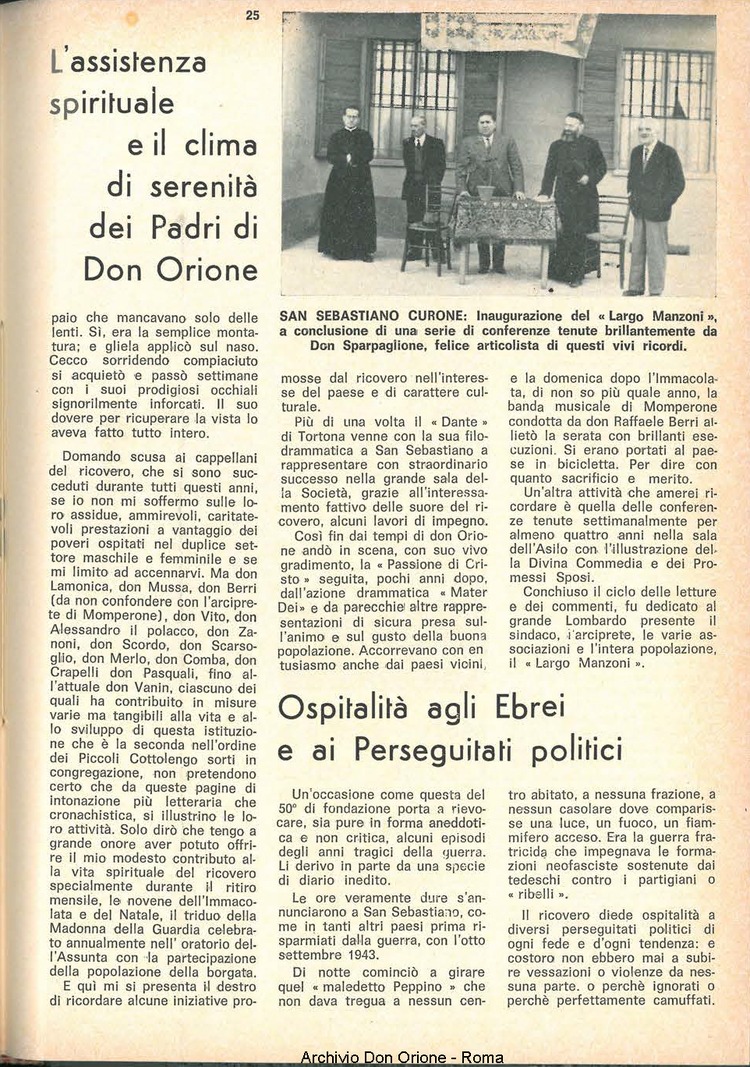 25
L'assistenza
spirituale
e il clima
di serenità
dei Padri di
Don Orione
SAN SEBASTIANO CURONE: Inaugurazione del « Largo Manzoni »,
a conclusione di una serie di conferenze tenute brillantemente da
Don Sparpaglione, felice articolista di questi vivi ricordi.
paio che mancavano solo delle
lenti. Sì, era la semplice monta-
tura; e gliela applicò sul naso.
Cecco sorridendo compiaciuto
si acquietò e passò settimane
con i suoi prodigiosi occhiali
signorilmente inforcati. Il suo
dovere per ricuperare la vista lo
aveva fatto tutto intero.
Domando scusa ai cappellani
del ricovero, che si sono suc-
ceduti durante tutti questi anni,
se io non mi soffermo sulle lo-
ro assidue, ammirevoli, caritate-
voli prestazioni a vantaggio dei
poveri ospitati nel duplice set-
tore maschile e femminile e se
mi limito ad accennarvi. Ma don
Lamonica, don Mussa, don Berri
(da non confondere con l'arcipre-
te di Momperone), don Vito, don
Alessandro il polacco, don Za-
noni, don Scordo, don Scarso-
glio, don Merlo, don Comba, don
Crapelli don Pasquali, fino al-
l'attuale don Vanin, ciascuno dei
quali ha contribuito in misure
varie ma tangibili alla vita e al-
lo sviluppo di questa istituzio-
ne che è la seconda nell'ordine
dei Piccoli Cottolengo sorti in
congregazione, non pretendono
certo che da queste pagine di
intonazione più letteraria che
cronachistica, si illustrino le lo-
ro attività. Solo dirò che tengo a
grande onore aver potuto offri-
re il mio modesto contributo al-
la vita spirituale del ricovero
specialmente durante il ritiro
mensile, le novene dell'Immaco-
lata e del Natale, il triduo della
Madonna della Guardia celebra-
to annualmente nell' oratorio del-
l'Assunta con la partecipazione
della popolazione della borgata.
E quì mi si presenta il destro
di ricordare alcune iniziative pro-
mosse dal ricovero nell'interes-
se del paese e di carattere cul-
turale.
Più di una volta il « Dante »
di Tortona venne con la sua filo-
drammatica a San Sebastiano a
rappresentare con straordinario
successo nella grande sala del-
la Società, grazie all'interessa-
mento fattivo delle suore del ri-
covero, alcuni lavori di impegno.
Così fin dai tempi di don Orio-
ne andò in scena, con suo vivo
gradimento, la « Passione di Cri-
sto » seguita, pochi anni dopo,
dall'azione drammatica « Mater
Dei» e da parecchie altre rappre-
sentazioni di sicura presa sul-
l'animo e sul gusto della buona
popolazione. Accorrevano con en
tusiasmo anche dai paesi vicini,
e la domenica dopo l'Immacola-
ta, di non so più quale anno, la
banda musicale di Momperone
condotta da don Raffaele Berri al-
lietò la serata con brillanti ese-
cuzioni. Si erano portati al pae-
se in bicicletta. Per dire con
quanto sacrificio e merito.
Un'altra attività che amerei ri-
cordare è quella delle conferen-
ze tenute settimanalmente per
almeno quattro anni nella sala
dell'Asilo con l'illustrazione del-
la Divina Commedia e dei Pro-
messi Sposi.
Conchiuso il ciclo delle letture
e dei commenti, fu dedicato al
grande Lombardo presente il
sindaco, l'arciprete, le varie as-
sociazioni e l'intera popolazione,
il « Largo Manzoni ».
Ospitalità agli Ebrei
e ai Perseguitati politici
Un'occasione come questa del
50° di fondazione porta a rievo-
care, sia pure in forma aneddoti-
ca e non critica, alcuni episodi
degli anni tragici della guerra.
Li derivo in parte da una specie
di diario inedito.
Le ore veramente dure s'an-
nunciarono a San Sebastiano, co-
me in tanti altri paesi prima ri-
sparmiati dalla guerra, con l'otto
settembre 1943.
Di notte cominciò a girare
quel « maledetto Peppino » che
non dava tregua a nessun cen-
tro abitato, a nessuna frazione, a
nessun casolare dove comparis-
se una luce, un fuoco, un fiam-
mifero acceso. Era la guerra fra-
tricida che impegnava le forma-
zioni neofasciste sostenute dai
tedeschi contro i partigiani o
« ribelli ».
Il ricovero diede ospitalità a
diversi perseguitati politici di
ogni fede e d'ogni tendenza: e
costoro non ebbero mai a subi-
re vessazioni o violenze da nes-
suna parte. o perchè ignorati o
perchè perfettamente camuffati.
Archivio Don Orione - Roma